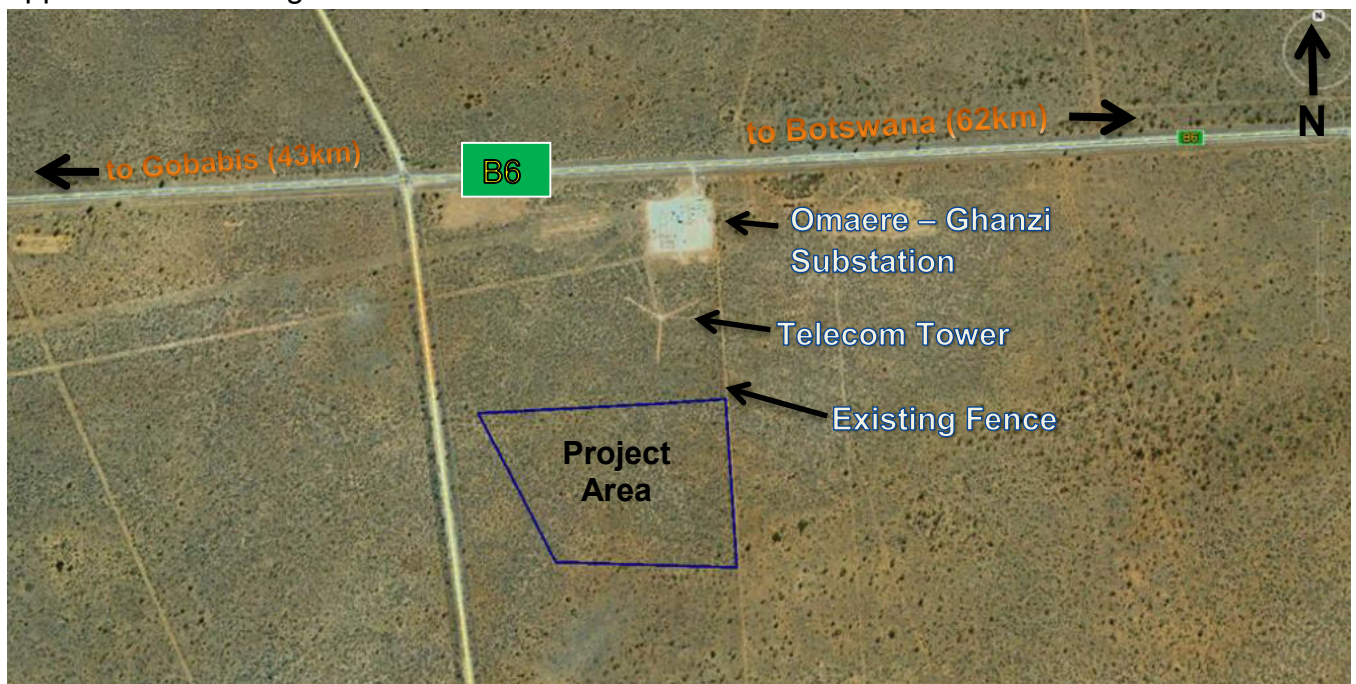 N
to Gobabis (43km)
B6
to Botswana (62km)
B6
N
Omaere – Ghanzi
Substation
Telecom Tower
Existing Fence
Project
Area